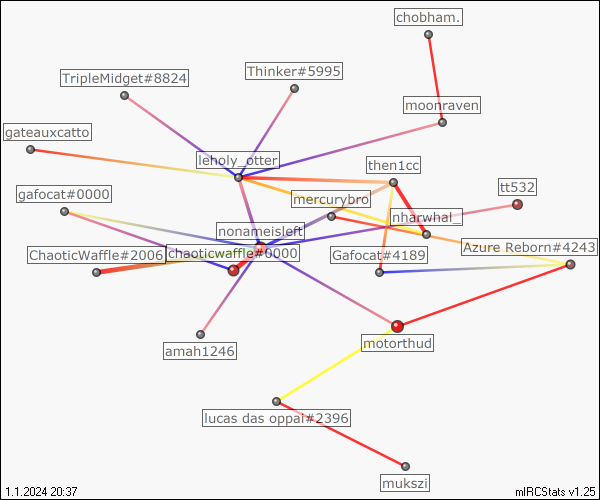 chobham.
TripleMidget#8824
Thinker#5995
moonraven
gateauxcatto
leholy_otter
then1cc
gafocat#0000
mercurybro
tt532
nharwhal_
nonameisleft
ChaoticWaffle#2006
chaoticwaffle#0000
Gafocat#4189
Azure Reborn#4243
amah1246
motorthud
lucas das oppai#2396
mukszi
1.1.2024 20:37
mIRCStats v1.25